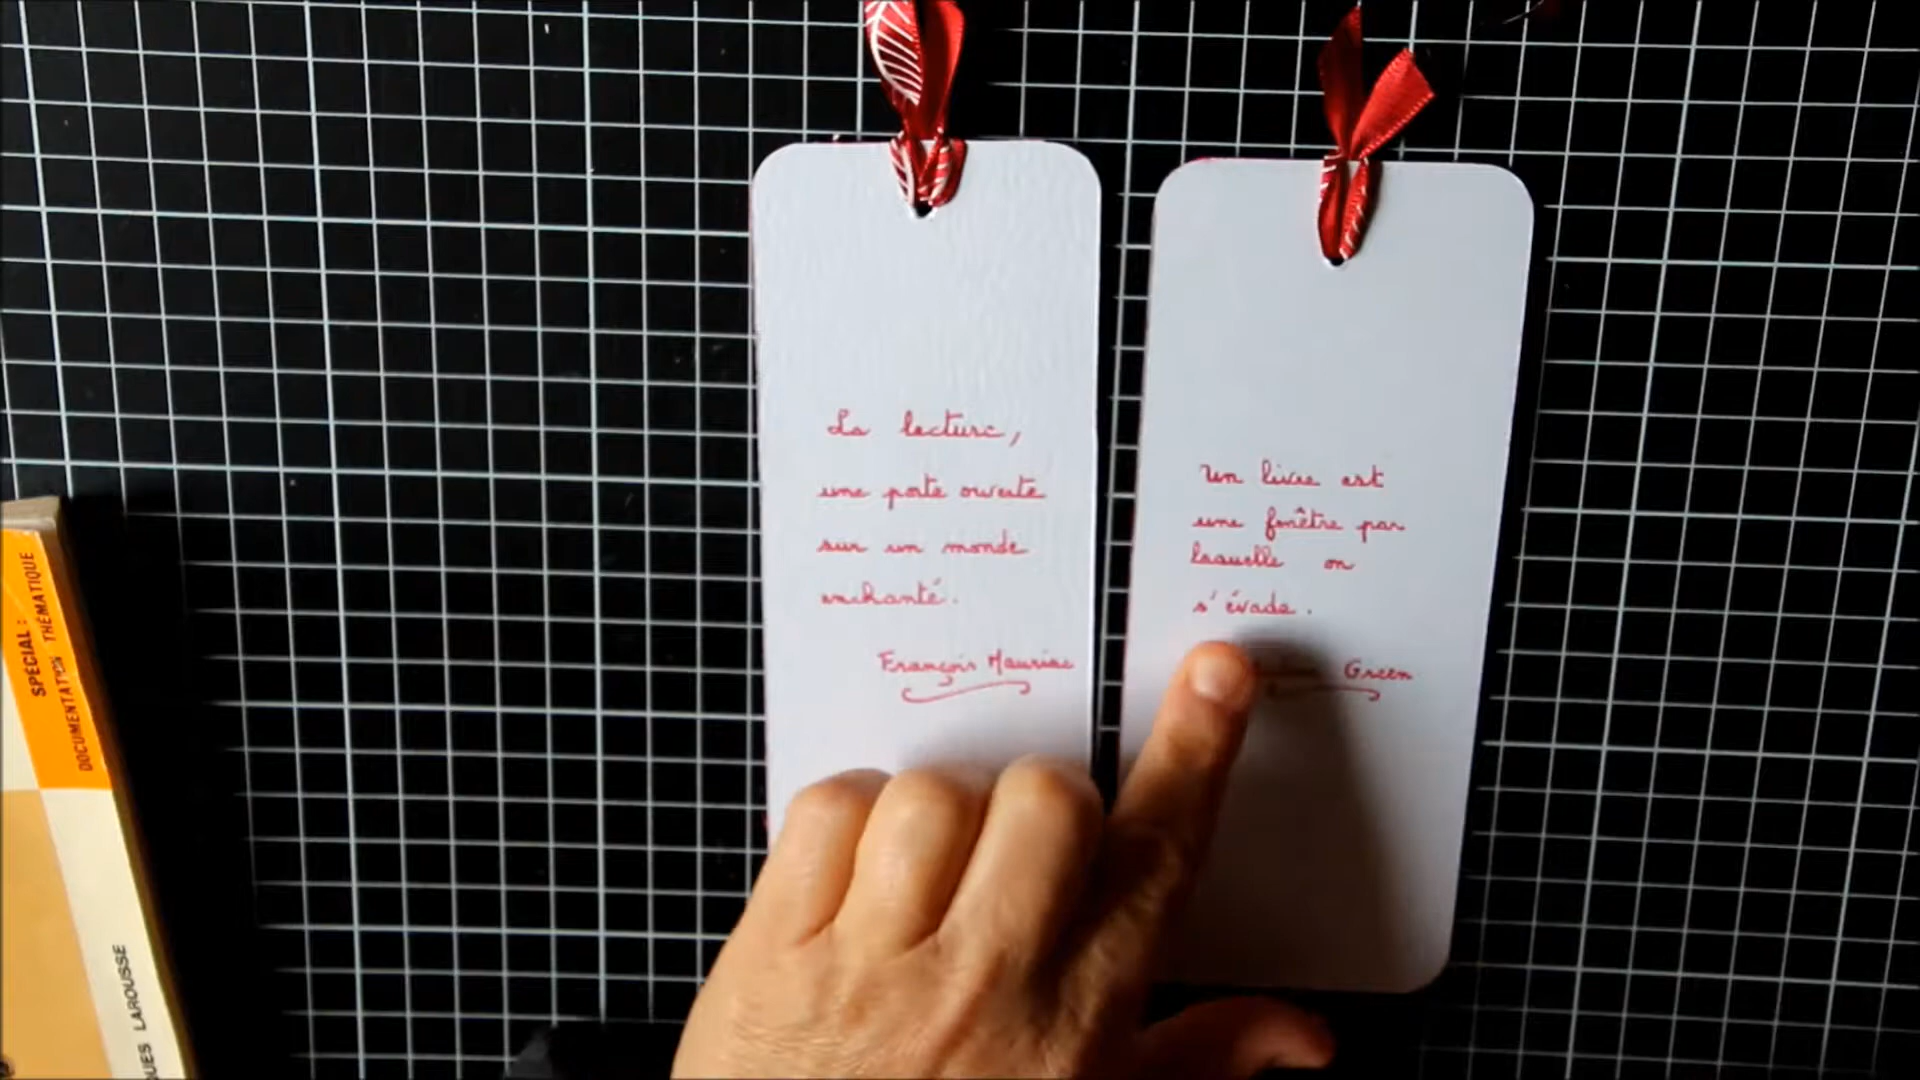 La lecture,
une porte ouverte
sur un monde
enchanté.
François Mauriac
Un livre est
une fenêtre par
laquelle on
s'évade.
Green
SPÉCIAL :
DOCUMENTATION THÉMATIQUE
LAROUSSE